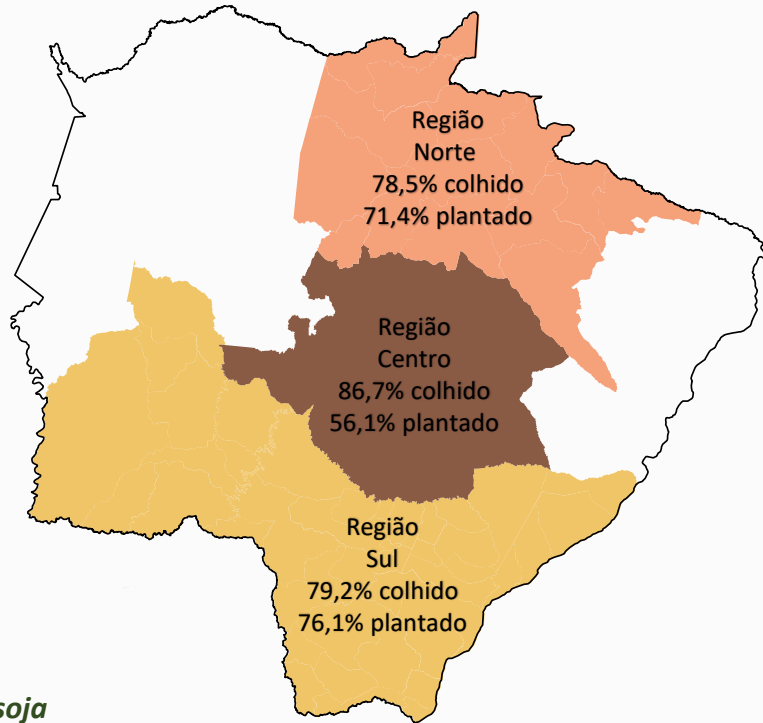 Região
Norte
78,5% colhido
71,4% plantado
Região
Centro
86,7% colhido
56,1% plantado
Região
Sul
79,2% colhido
76,1% plantado
soja